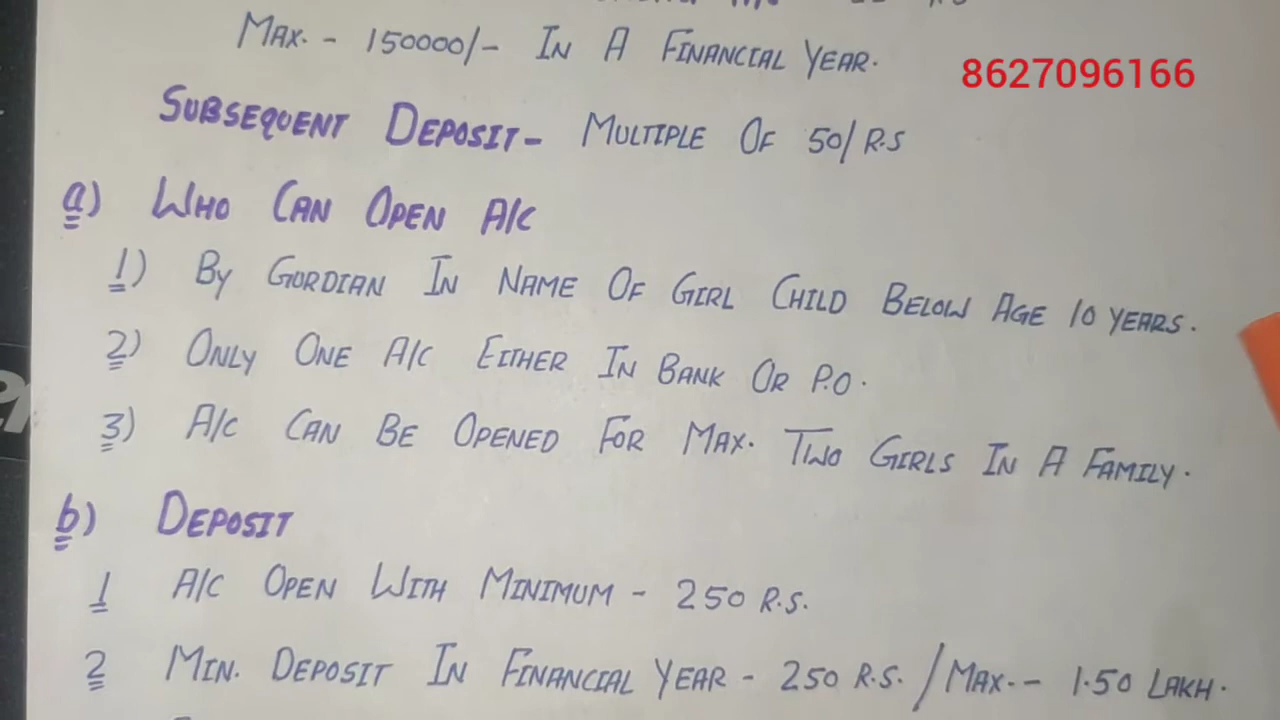 MAX. - 150000/- IN A FINANCIAL YEAR.
8627096166
SUBSEQUENT DEPOSIT- MULTIPLE OF 50/ R.S
a) WHO CAN OPEN A/C
1) BY GURDIAN IN NAME OF GIRL CHILD BELOW AGE 10 YEARS.
2) ONLY ONE A/C EITHER IN BANK OR P.O.
3) A/C CAN BE OPENED FOR MAX. TWO GIRLS IN A FAMILY.
b) DEPOSIT
1 A/C OPEN WITH MINIMUM - 250 R.S.
2 MIN. DEPOSIT IN FINANCIAL YEAR - 250 R.S. / MAX.- 1.50 LAKH.